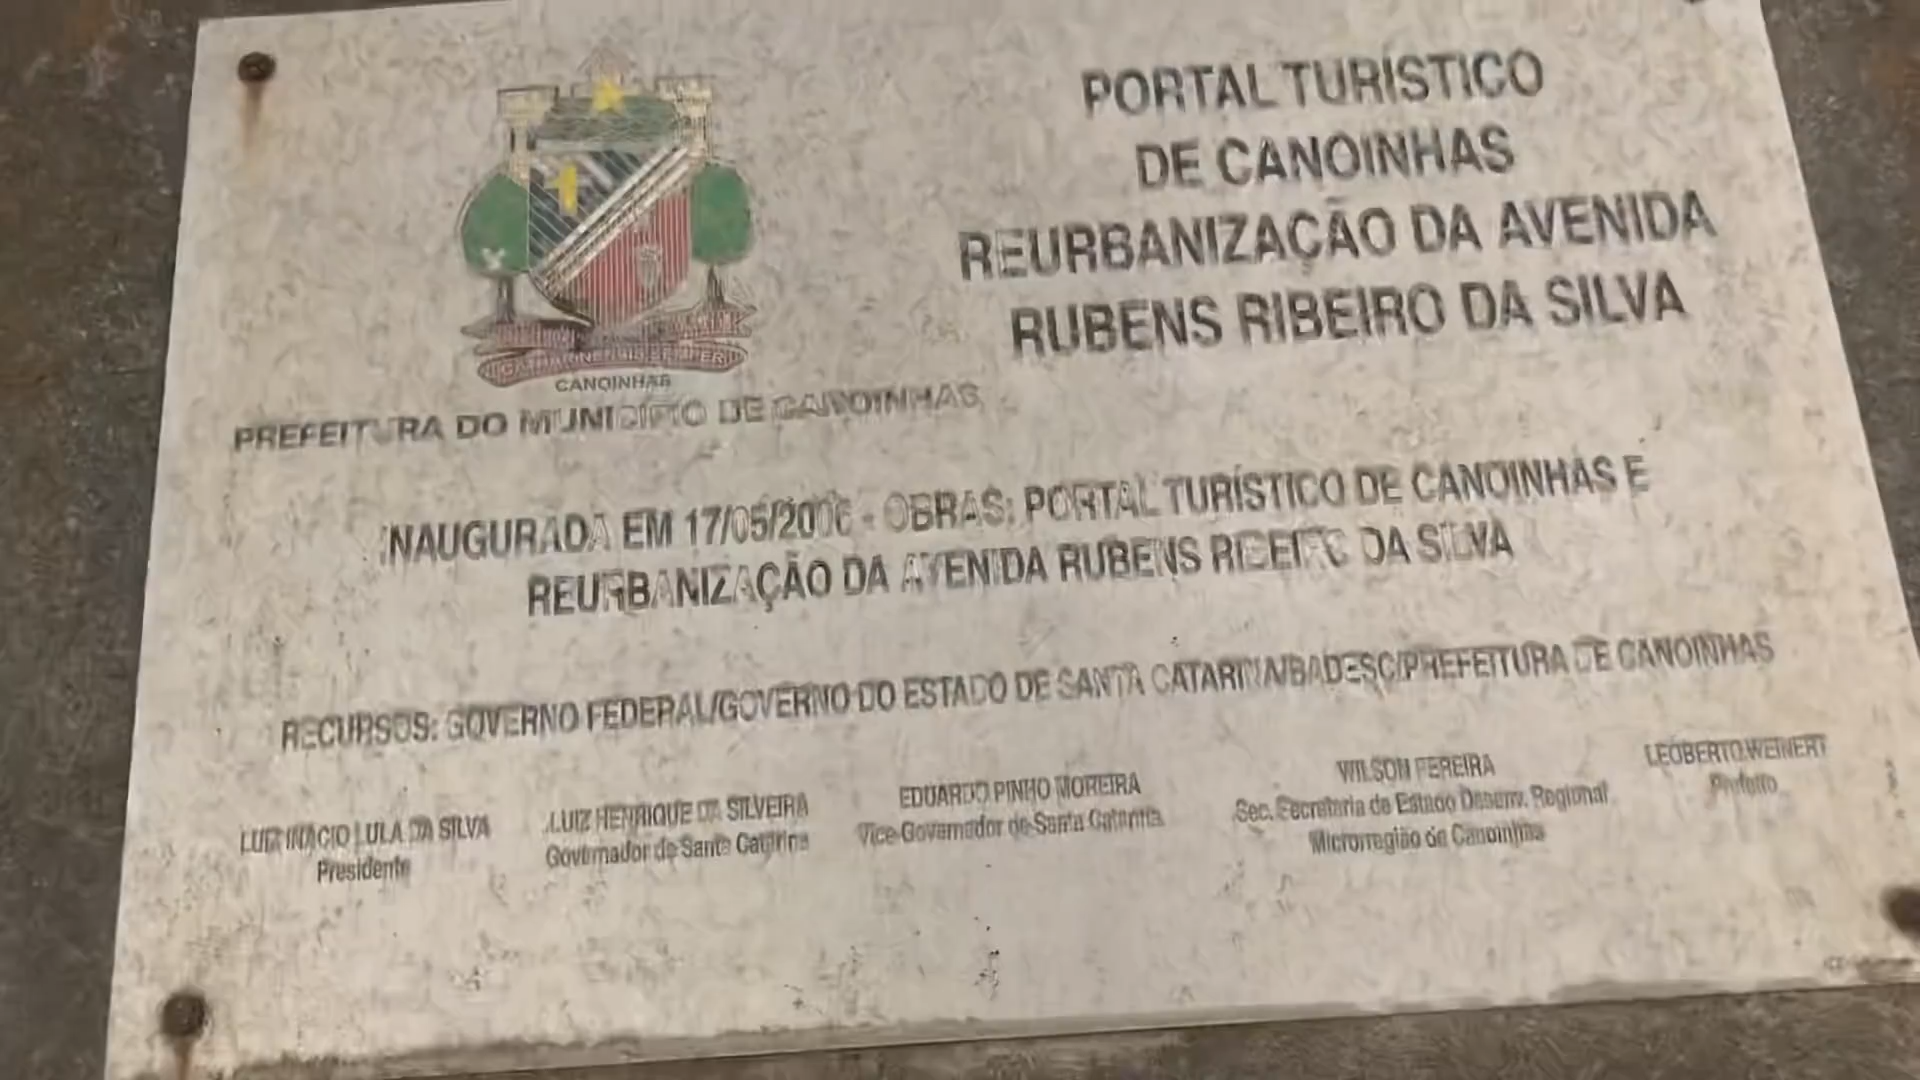 PORTAL TURÍSTICO
DE CANOINHAS
REURBANIZAÇÃO DA AVENIDA
RUBENS RIBEIRO DA SILVA
CATHARINENSIS SEMPER
CANOINHAS
PREFEITURA DO MUNICÍPIO DE CANOINHAS
INAUGURADA EM - OBRAS: PORTAL TURÍSTICO DE CANOINHAS E
REURBANIZAÇÃO DA AVENIDA RUBENS RIBEIRO DA SILVA
RECURSOS: GOVERNO FEDERAL/GOVERNO DO ESTADO DE SANTA CATARINA/BADESC/PREFEITURA DE CANOINHAS
LUIZ INÁCIO LULA DA SILVA
Presidente
LUIZ HENRIQUE DA SILVEIRA
Governador de Santa Catarina
EDUARDO PINHO MOREIRA
Vice-Governador de Santa Catarina
WILSON PEREIRA
Sec. Secretaria de Estado Desenv. Regional
Microrregião de Canoinhas
LEOBERTO WEINERT
Prefeito